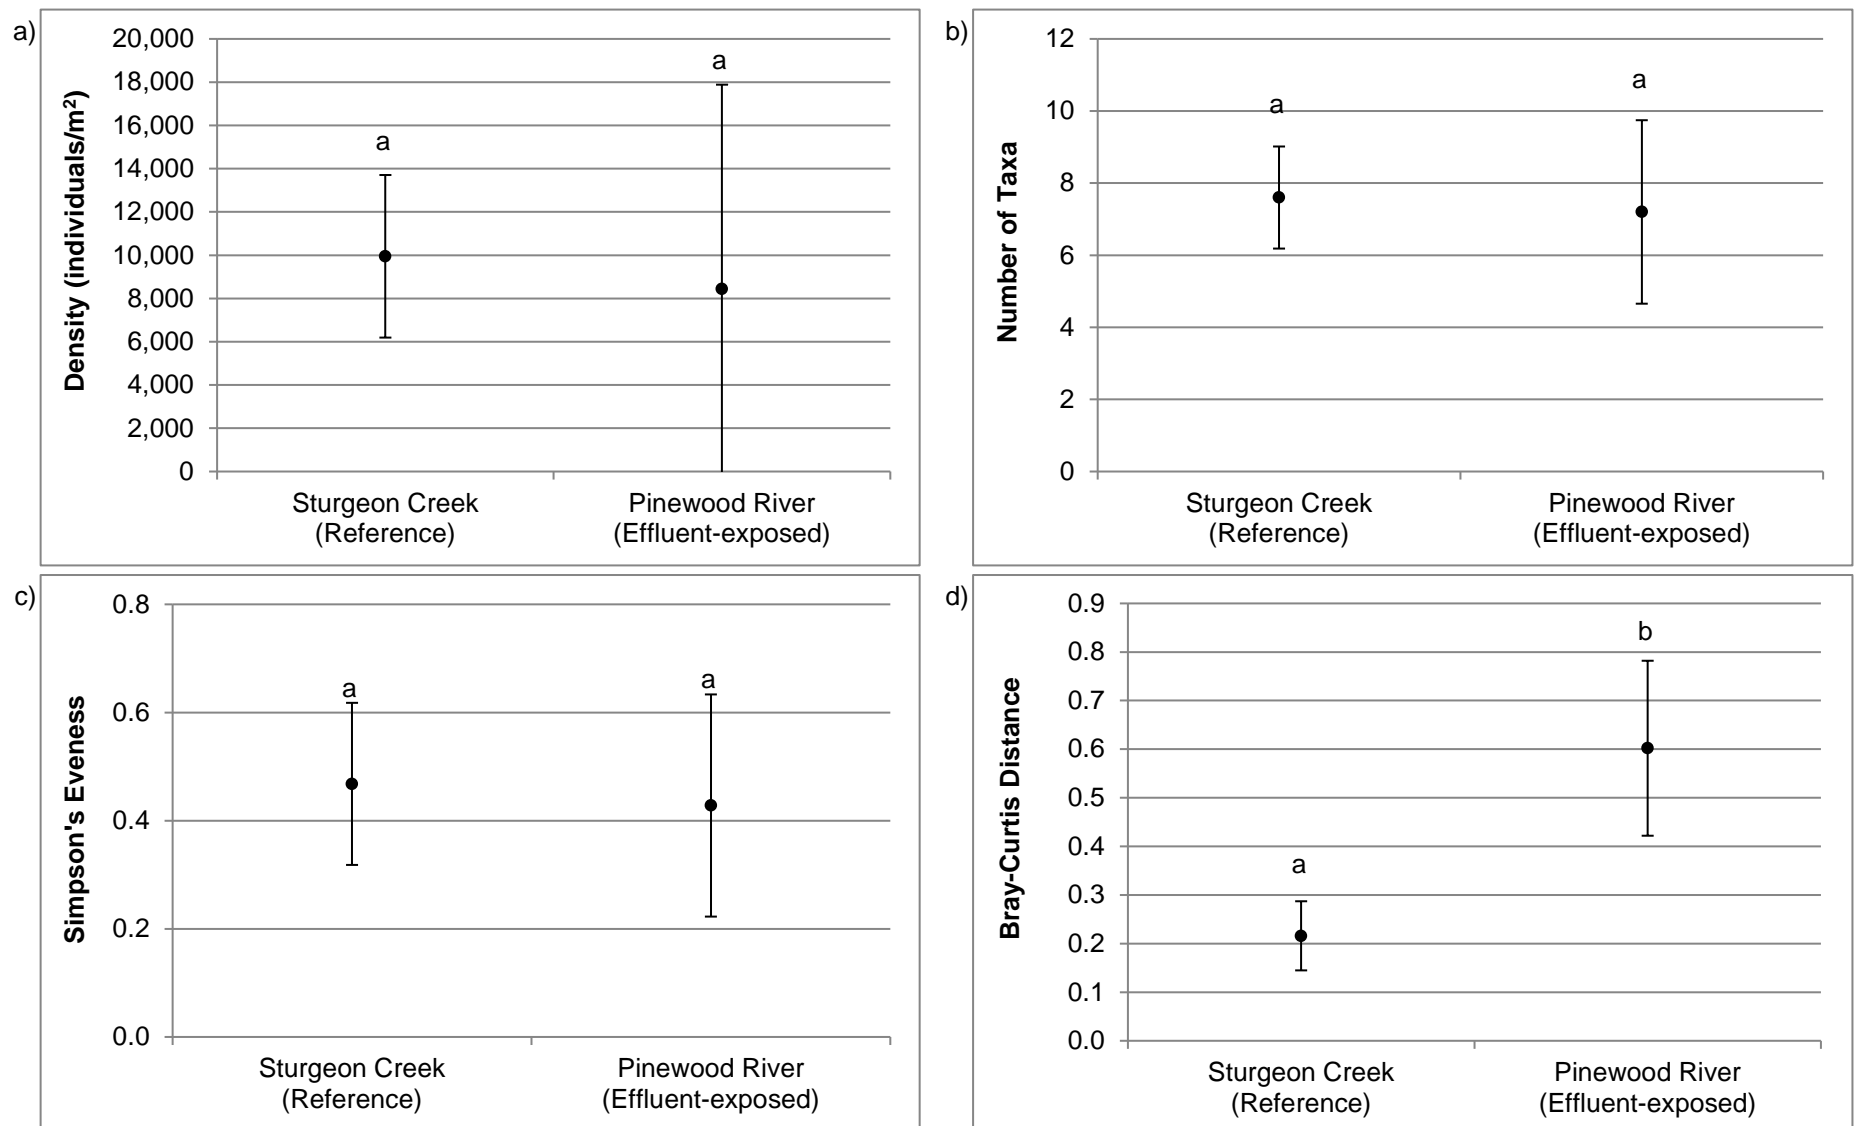 a)
Density (individuals/m²)
20,000
18,000
16,000
14,000
12,000
10,000
8,000
6,000
4,000
2,000
0
a
a
Sturgeon Creek
(Reference)
Pinewood River
(Effluent-exposed)
b)
Number of Taxa
12
10
8
6
4
2
0
a
a
Sturgeon Creek
(Reference)
Pinewood River
(Effluent-exposed)
c)
Simpson's Eveness
0.8
0.6
0.4
0.2
0.0
a
a
Sturgeon Creek
(Reference)
Pinewood River
(Effluent-exposed)
d)
Bray-Curtis Distance
0.9
0.8
0.7
0.6
0.5
0.4
0.3
0.2
0.1
0.0
a
b
Sturgeon Creek
(Reference)
Pinewood River
(Effluent-exposed)